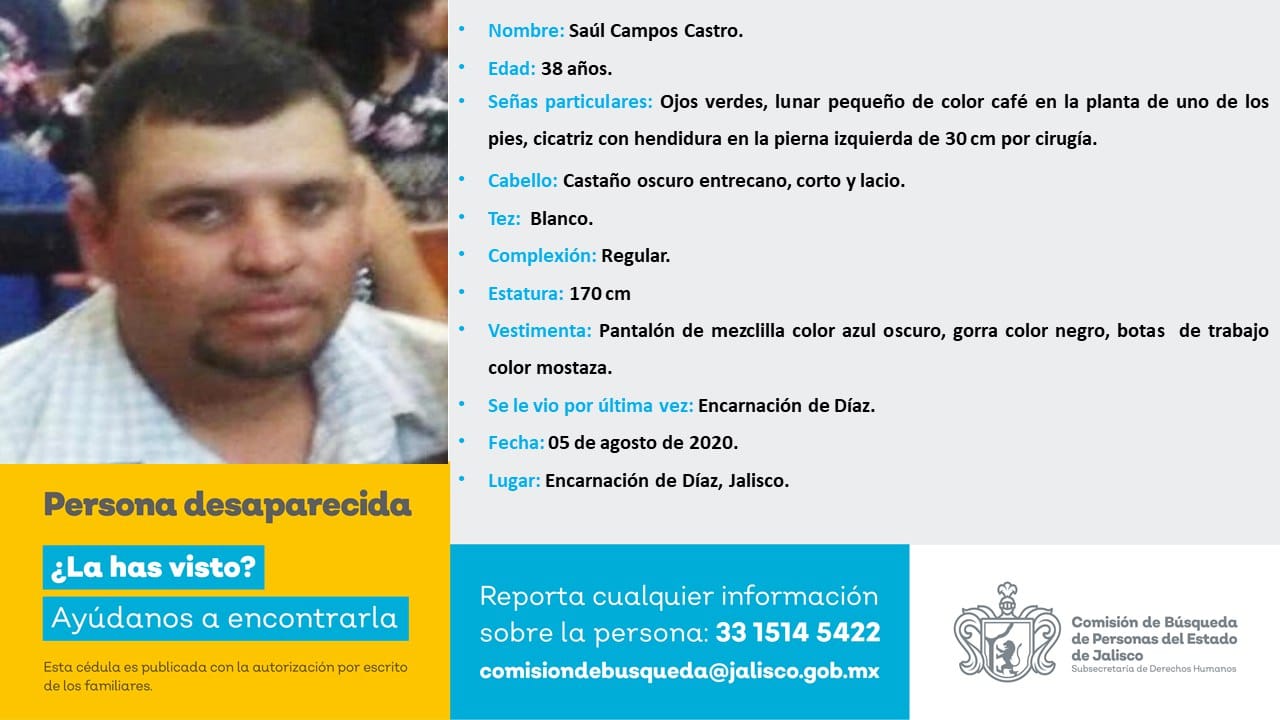 • Nombre: Saúl Campos Castro.
• Edad: 38 años.
• Señas particulares: Ojos verdes, lunar pequeño de color café en la planta de uno de los
pies, cicatriz con hendidura en la pierna izquierda de 30 cm por cirugía.
• Cabello: Castaño oscuro entrecano, corto y lacio.
• Tez: Blanco.
• Complexión: Regular.
• Estatura: 170 cm
• Vestimenta: Pantalón de mezclilla color azul oscuro, gorra color negro, botas de trabajo
color mostaza.
• Se le vio por última vez: Encarnación de Díaz.
• Fecha: 05 de agosto de 2020.
• Lugar: Encarnación de Díaz, Jalisco.
Persona desaparecida
¿La has visto?
Ayúdanos a encontrarla
Esta cédula es publicada con la autorización por escrito
de los familiares.
Reporta cualquier información
sobre la persona: 33 1514 5422
comisiondebusqueda@jalisco.gob.mx
Comisión de Búsqueda
de Personas del Estado
de Jalisco
Subsecretaría de Derechos Humanos